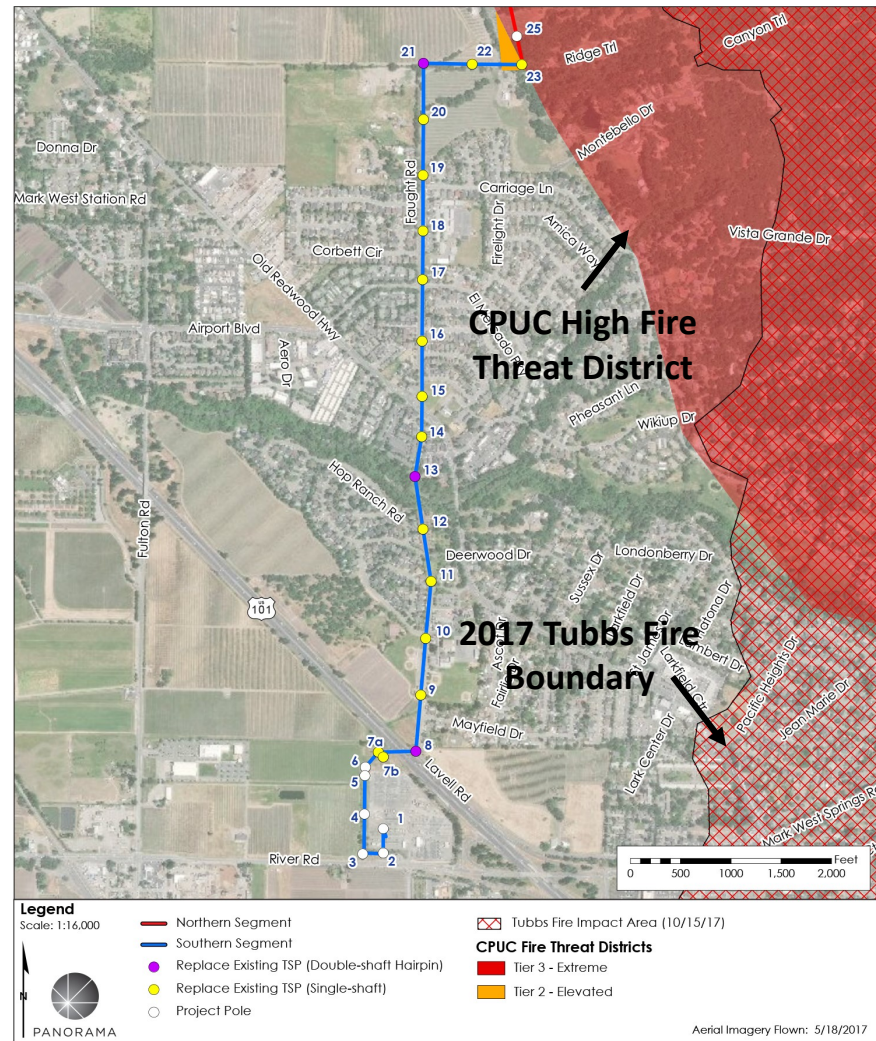 25
21
22
Ridge Trl
Canyon Trl
23
20
Montebello Dr
Donna Dr
19
Faught Rd
Carriage Ln
Mark West Station Rd
Firelight Dr
18
Arnica Way
Vista Grande Dr
Corbett Cir
Old Redwood Hwy
17
CPUC High Fire
Threat District
Airport Blvd
16
Aero Dr
15
Pheasant Ln
Wikiup Dr
14
13
Hop Ranch Rd
Fulton Rd
12
Deerwood Dr
Londonberry Dr
11
Sussex Dr
US
101
10
2017 Tubbs Fire
Boundary
Larkfield Ctr
Pacific Heights Dr
Jean Marie Dr
9
Mayfield Dr
7a
8
6
7b
5
Lavell Rd
Lark Center Dr
4
1
Mark West Springs
River Rd
3
2
0 500 1000 1,500 2,000 Feet
Legend
Scale: 1:16,000
Northern Segment
Southern Segment
Replace Existing TSP (Double-shaft Hairpin)
Replace Existing TSP (Single-shaft)
Project Pole
N
PANORAMA
Tubbs Fire Impact Area (10/15/17)
CPUC Fire Threat Districts
Tier 3 - Extreme
Tier 2 - Elevated
Aerial Imagery Flown: 5/18/2017